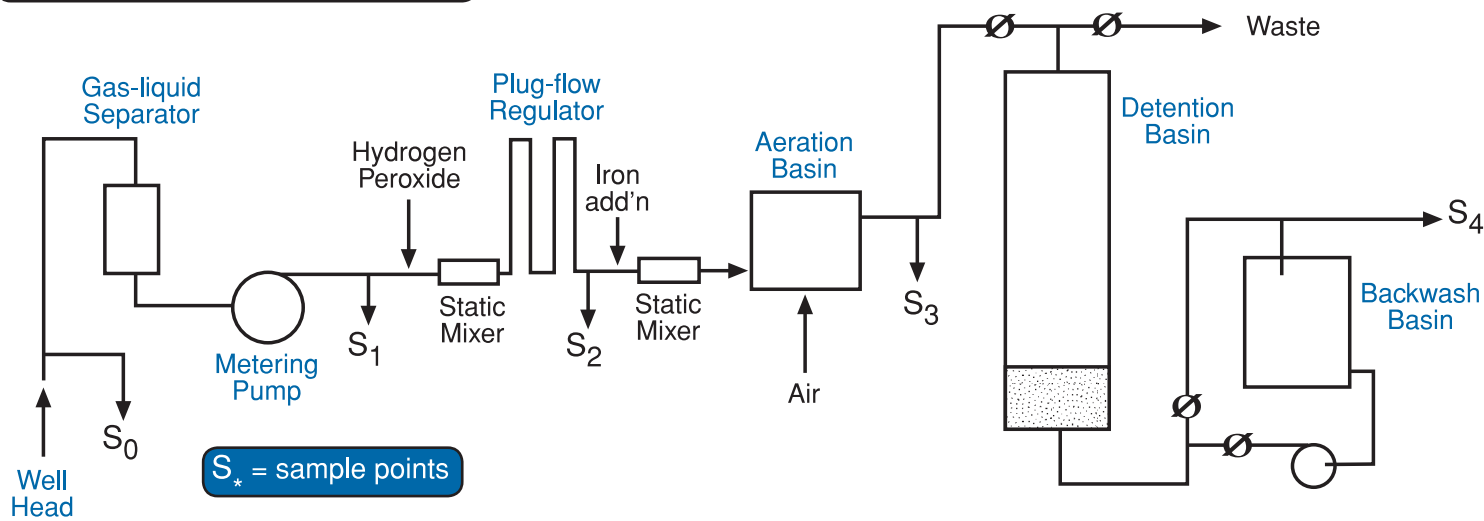 Gas-liquid
Separator
Plug-flow
Regulator
Hydrogen
Peroxide
Iron
add'n
Aeration
Basin
Waste
Detention
Basin
Static
Mixer
Static
Mixer
S1
S2
S3
S4
Metering
Pump
Air
Backwash
Basin
S0
Well
Head
S* = sample points